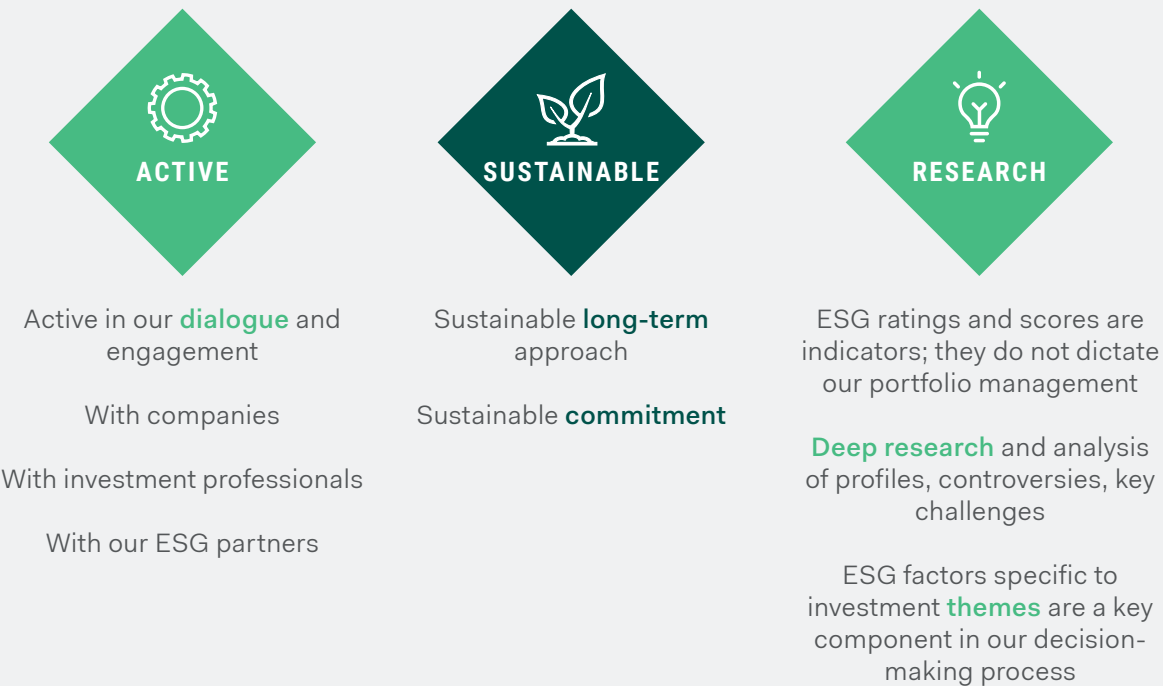 ACTIVE
Active in our dialogue and
engagement
With companies
With investment professionals
With our ESG partners
SUSTAINABLE
Sustainable long-term
approach
Sustainable commitment
RESEARCH
ESG ratings and scores are
indicators; they do not dictate
our portfolio management
Deep research and analysis
of profiles, controversies, key
challenges
ESG factors specific to
investment themes are a key
component in our decision-
making process